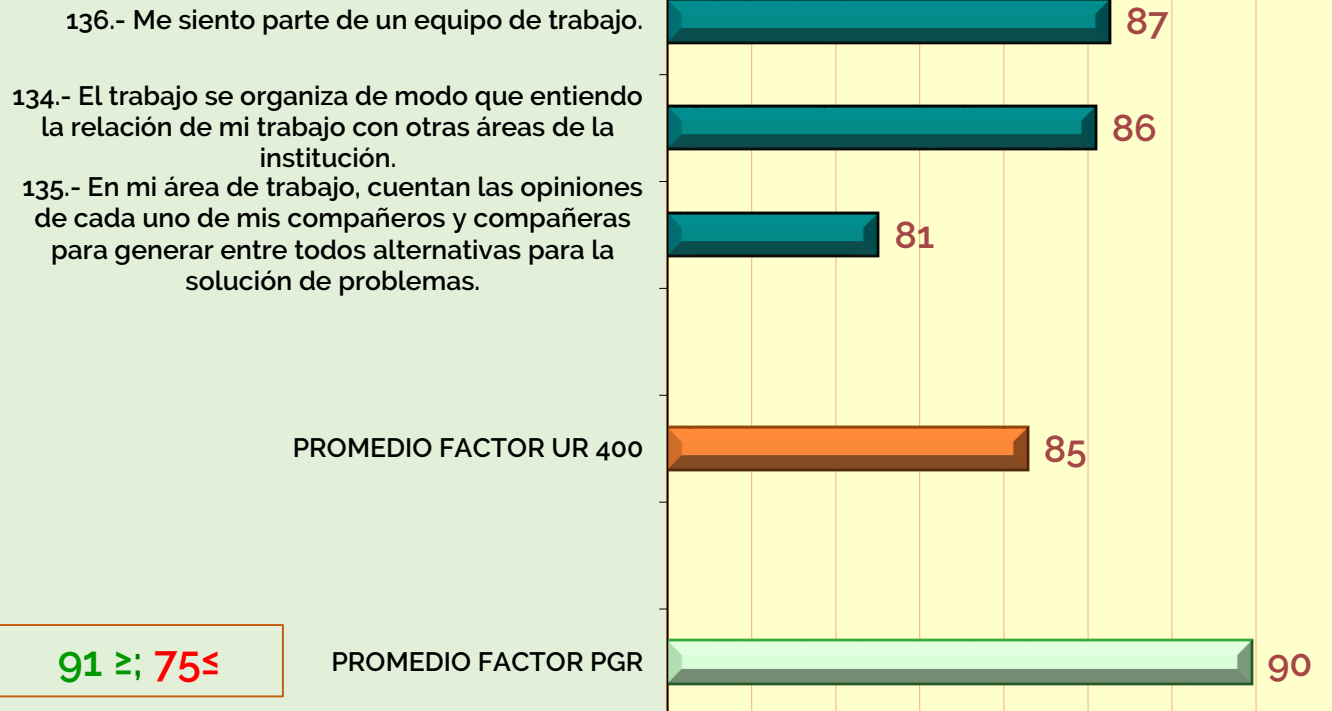 136.- Me siento parte de un equipo de trabajo.
87
134.- El trabajo se organiza de modo que entiendo
la relación de mi trabajo con otras áreas de la
institución.
86
135.- En mi área de trabajo, cuentan las opiniones
de cada uno de mis compañeros y compañeras
para generar entre todos alternativas para la
solución de problemas.
81
PROMEDIO FACTOR UR 400
85
91 ≥; 75≤
PROMEDIO FACTOR PGR
90